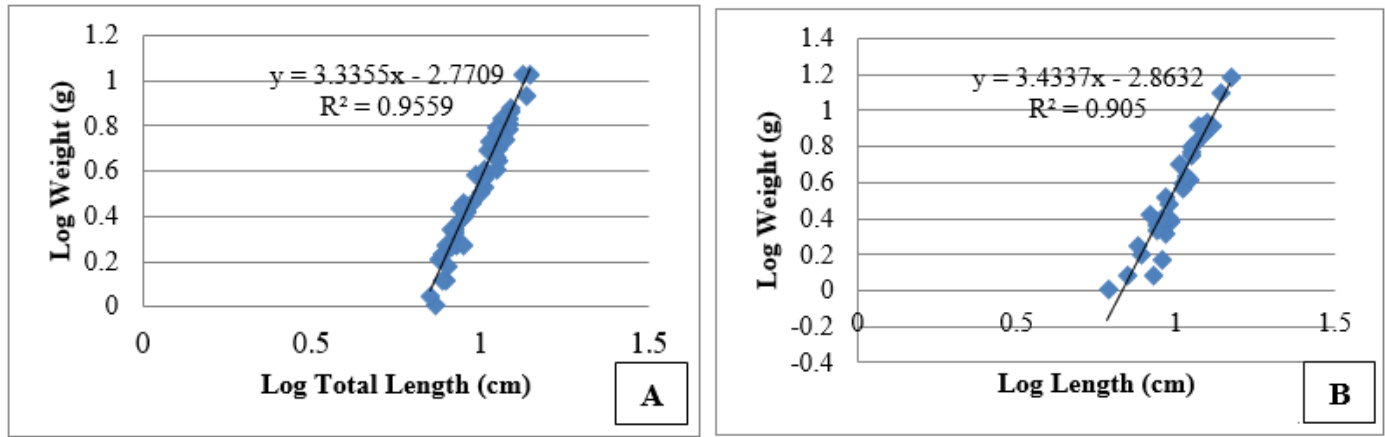 1.2
1
0.8
0.6
0.4
0.2
0
Log Weight (g)
y = 3.3355x - 2.7709
R² = 0.9559
0 0.5 1 1.5
Log Total Length (cm)
A
1.4
1.2
1
0.8
0.6
0.4
0.2
0
-0.2
-0.4
Log Weight (g)
y = 3.4337x - 2.8632
R² = 0.905
0 0.5 1 1.5
Log Length (cm)
B